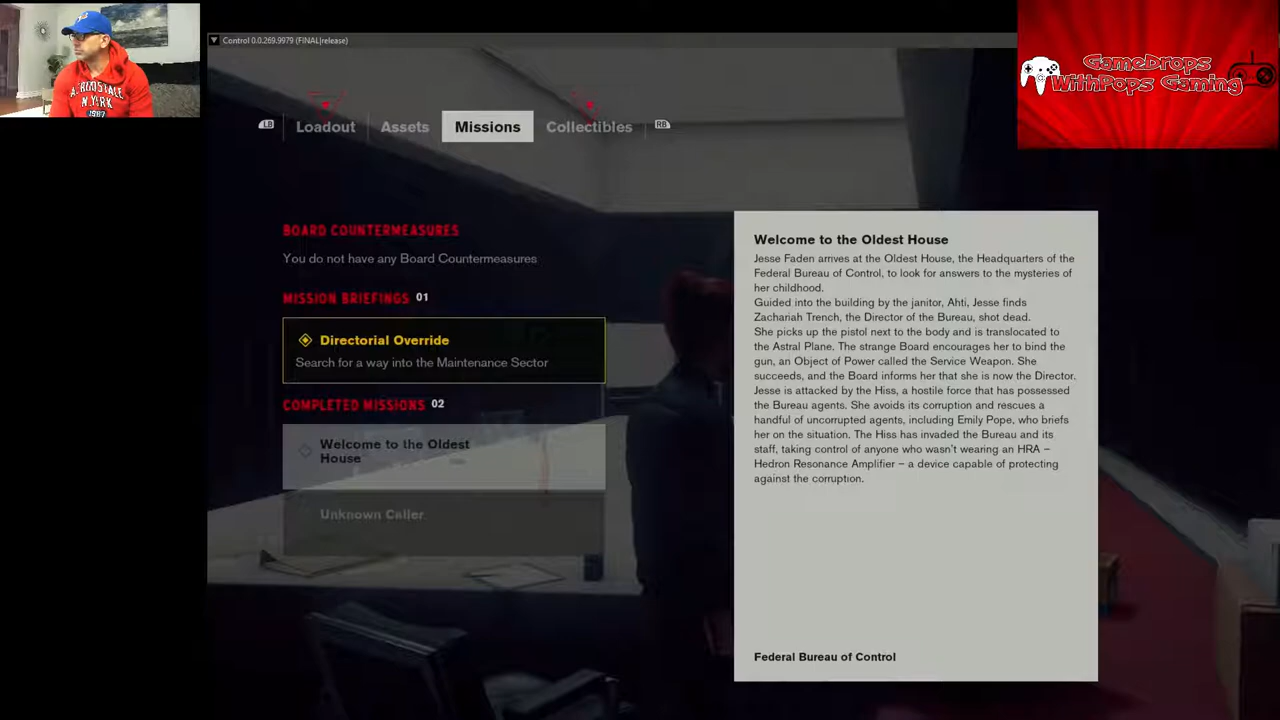 Control 0.0.269.9979 (FINAL|release)
GameDrops
WithPops Gaming
LB Loadout Assets Missions Collectibles RB
BOARD COUNTERMEASURES
You do not have any Board Countermeasures
MISSION BRIEFINGS 01
Directorial Override
Search for a way into the Maintenance Sector
COMPLETED MISSIONS 02
Welcome to the Oldest
House
Unknown Caller
Welcome to the Oldest House
Jesse Faden arrives at the Oldest House, the Headquarters of the
Federal Bureau of Control, to look for answers to the mysteries of
her childhood.
Guided into the building by the janitor, Ahti, Jesse finds
Zachariah Trench, the Director of the Bureau, shot dead.
She picks up the pistol next to the body and is translocated to
the Astral Plane. The strange Board encourages her to bind the
gun, an Object of Power called the Service Weapon. She
succeeds, and the Board informs her that she is now the Director.
Jesse is attacked by the Hiss, a hostile force that has possessed
the Bureau agents. She avoids its corruption and rescues a
handful of uncorrupted agents, including Emily Pope, who briefs
her on the situation. The Hiss has invaded the Bureau and its
staff, taking control of anyone who wasn't wearing an HRA –
Hedron Resonance Amplifier – a device capable of protecting
against the corruption.
Federal Bureau of Control
N.Y.
1987